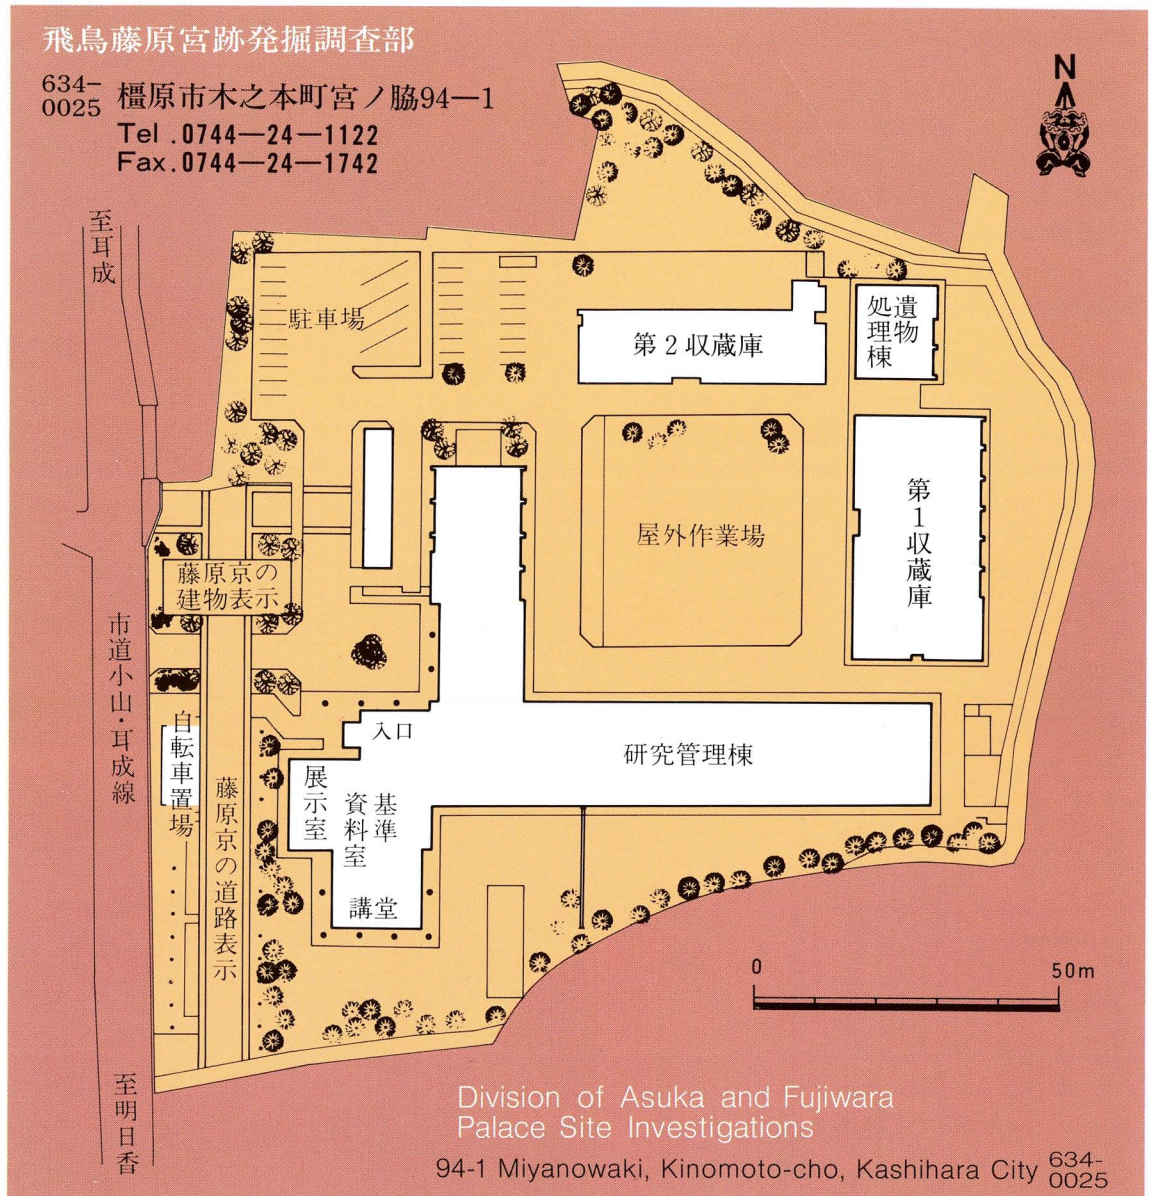 飛鳥藤原宮跡発掘調査部
634-
0025
橿原市木之本町宮ノ脇94—1
Tel .0744—24—1122
Fax.0744—24—1742
N
至耳成
駐車場
第2収蔵庫
遺物
処理棟
第1収蔵庫
屋外作業場
藤原京の
建物表示
市道小山・耳成線
自転車置場
藤原京の道路表示
入口
研究管理棟
展示室
基準
資料室
講堂
0
50m
至明日香
Division of Asuka and Fujiwara
Palace Site Investigations
94-1 Miyanowaki, Kinomoto-cho, Kashihara City
634-
0025